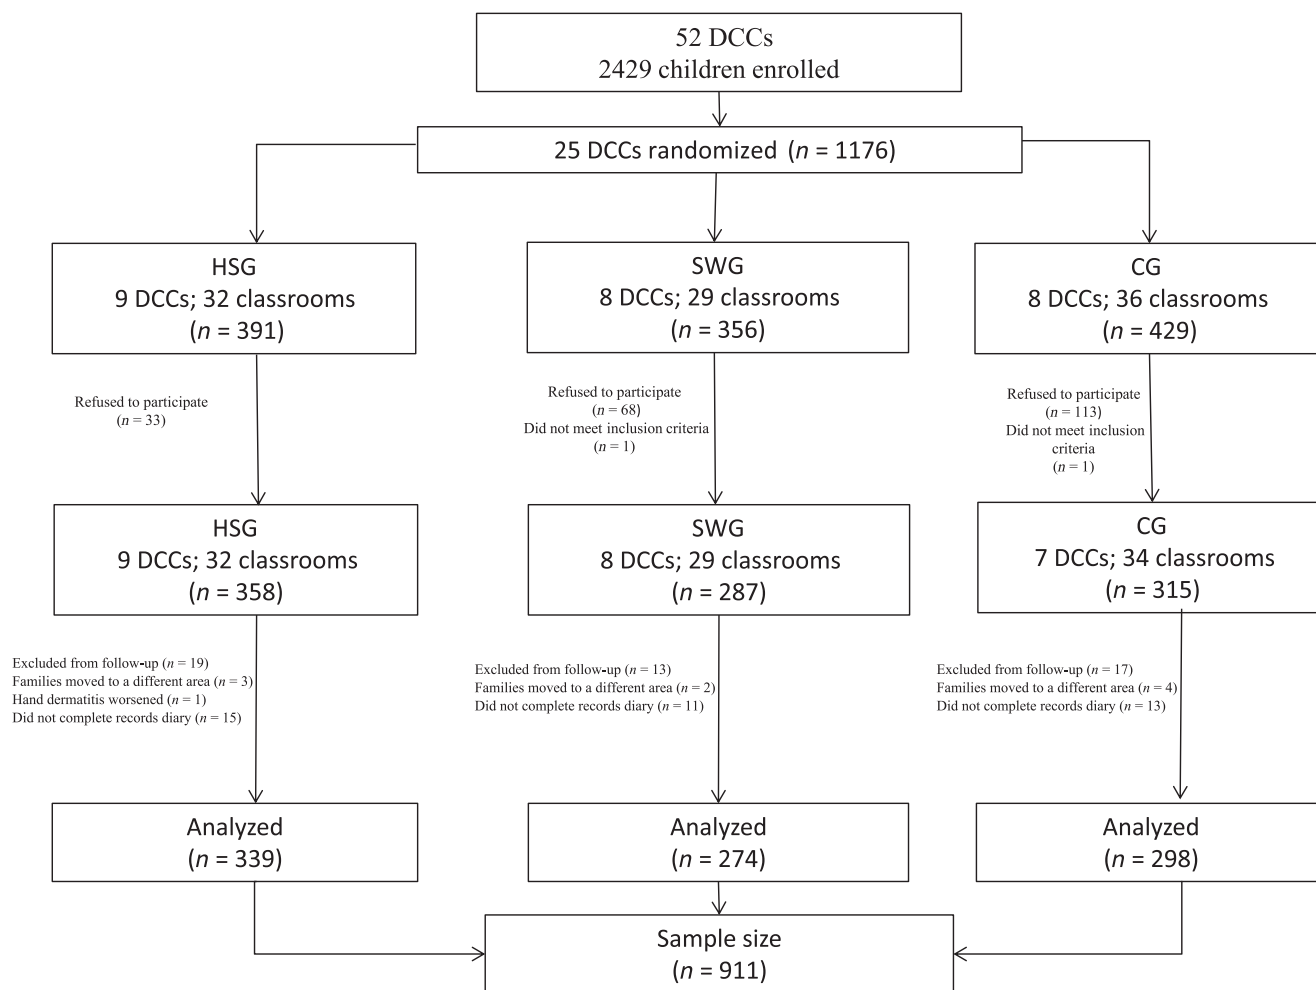 52 DCCs
2429 children enrolled
25 DCCs randomized (n = 1176)
HSG
9 DCCs; 32 classrooms
(n = 391)
SWG
8 DCCs; 29 classrooms
(n = 356)
CG
8 DCCs; 36 classrooms
(n = 429)
Refused to participate
(n = 33)
Refused to participate
(n = 68)
Did not meet inclusion criteria
(n = 1)
Refused to participate
(n = 113)
Did not meet inclusion
criteria
(n = 1)
HSG
9 DCCs; 32 classrooms
(n = 358)
SWG
8 DCCs; 29 classrooms
(n = 287)
CG
7 DCCs; 34 classrooms
(n = 315)
Excluded from follow-up (n = 19)
Families moved to a different area (n = 3)
Hand dermatitis worsened (n = 1)
Did not complete records diary (n = 15)
Excluded from follow-up (n = 13)
Families moved to a different area (n = 2)
Did not complete records diary (n = 11)
Excluded from follow-up (n = 17)
Families moved to a different area (n = 4)
Did not complete records diary (n = 13)
Analyzed
(n = 339)
Analyzed
(n = 274)
Analyzed
(n = 298)
Sample size
(n = 911)